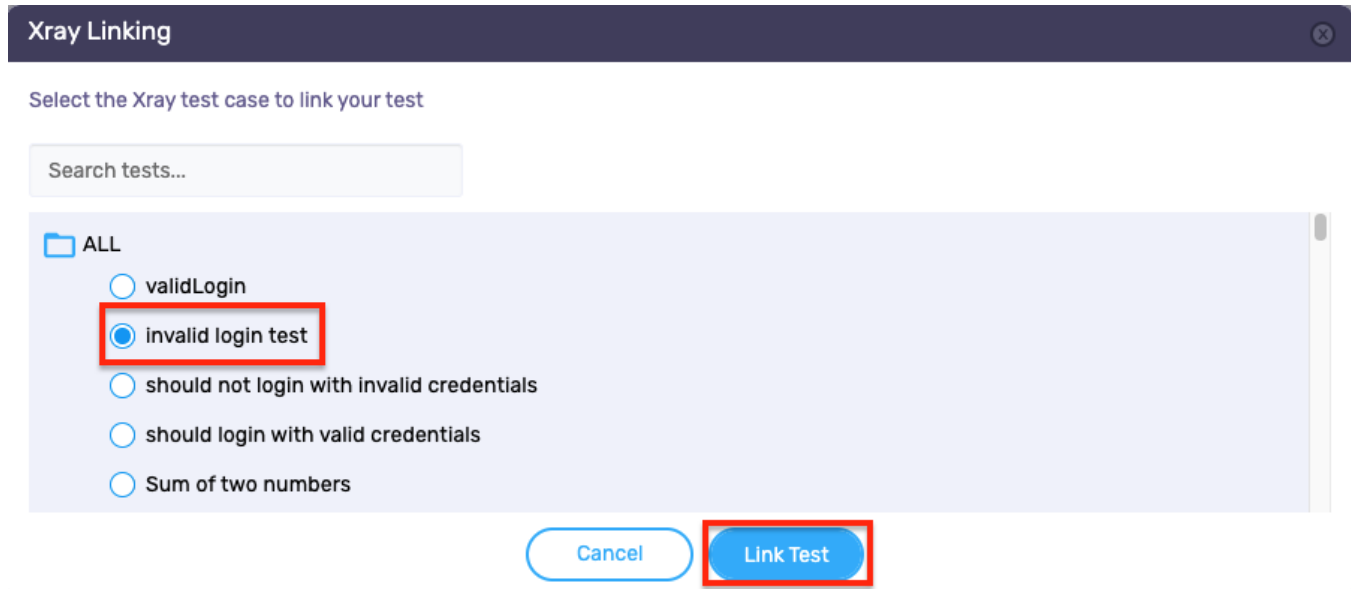 Xray Linking
Select the Xray test case to link your test
Search tests...
ALL
validLogin
invalid login test
should not login with invalid credentials
should login with valid credentials
Sum of two numbers
Cancel
Link Test